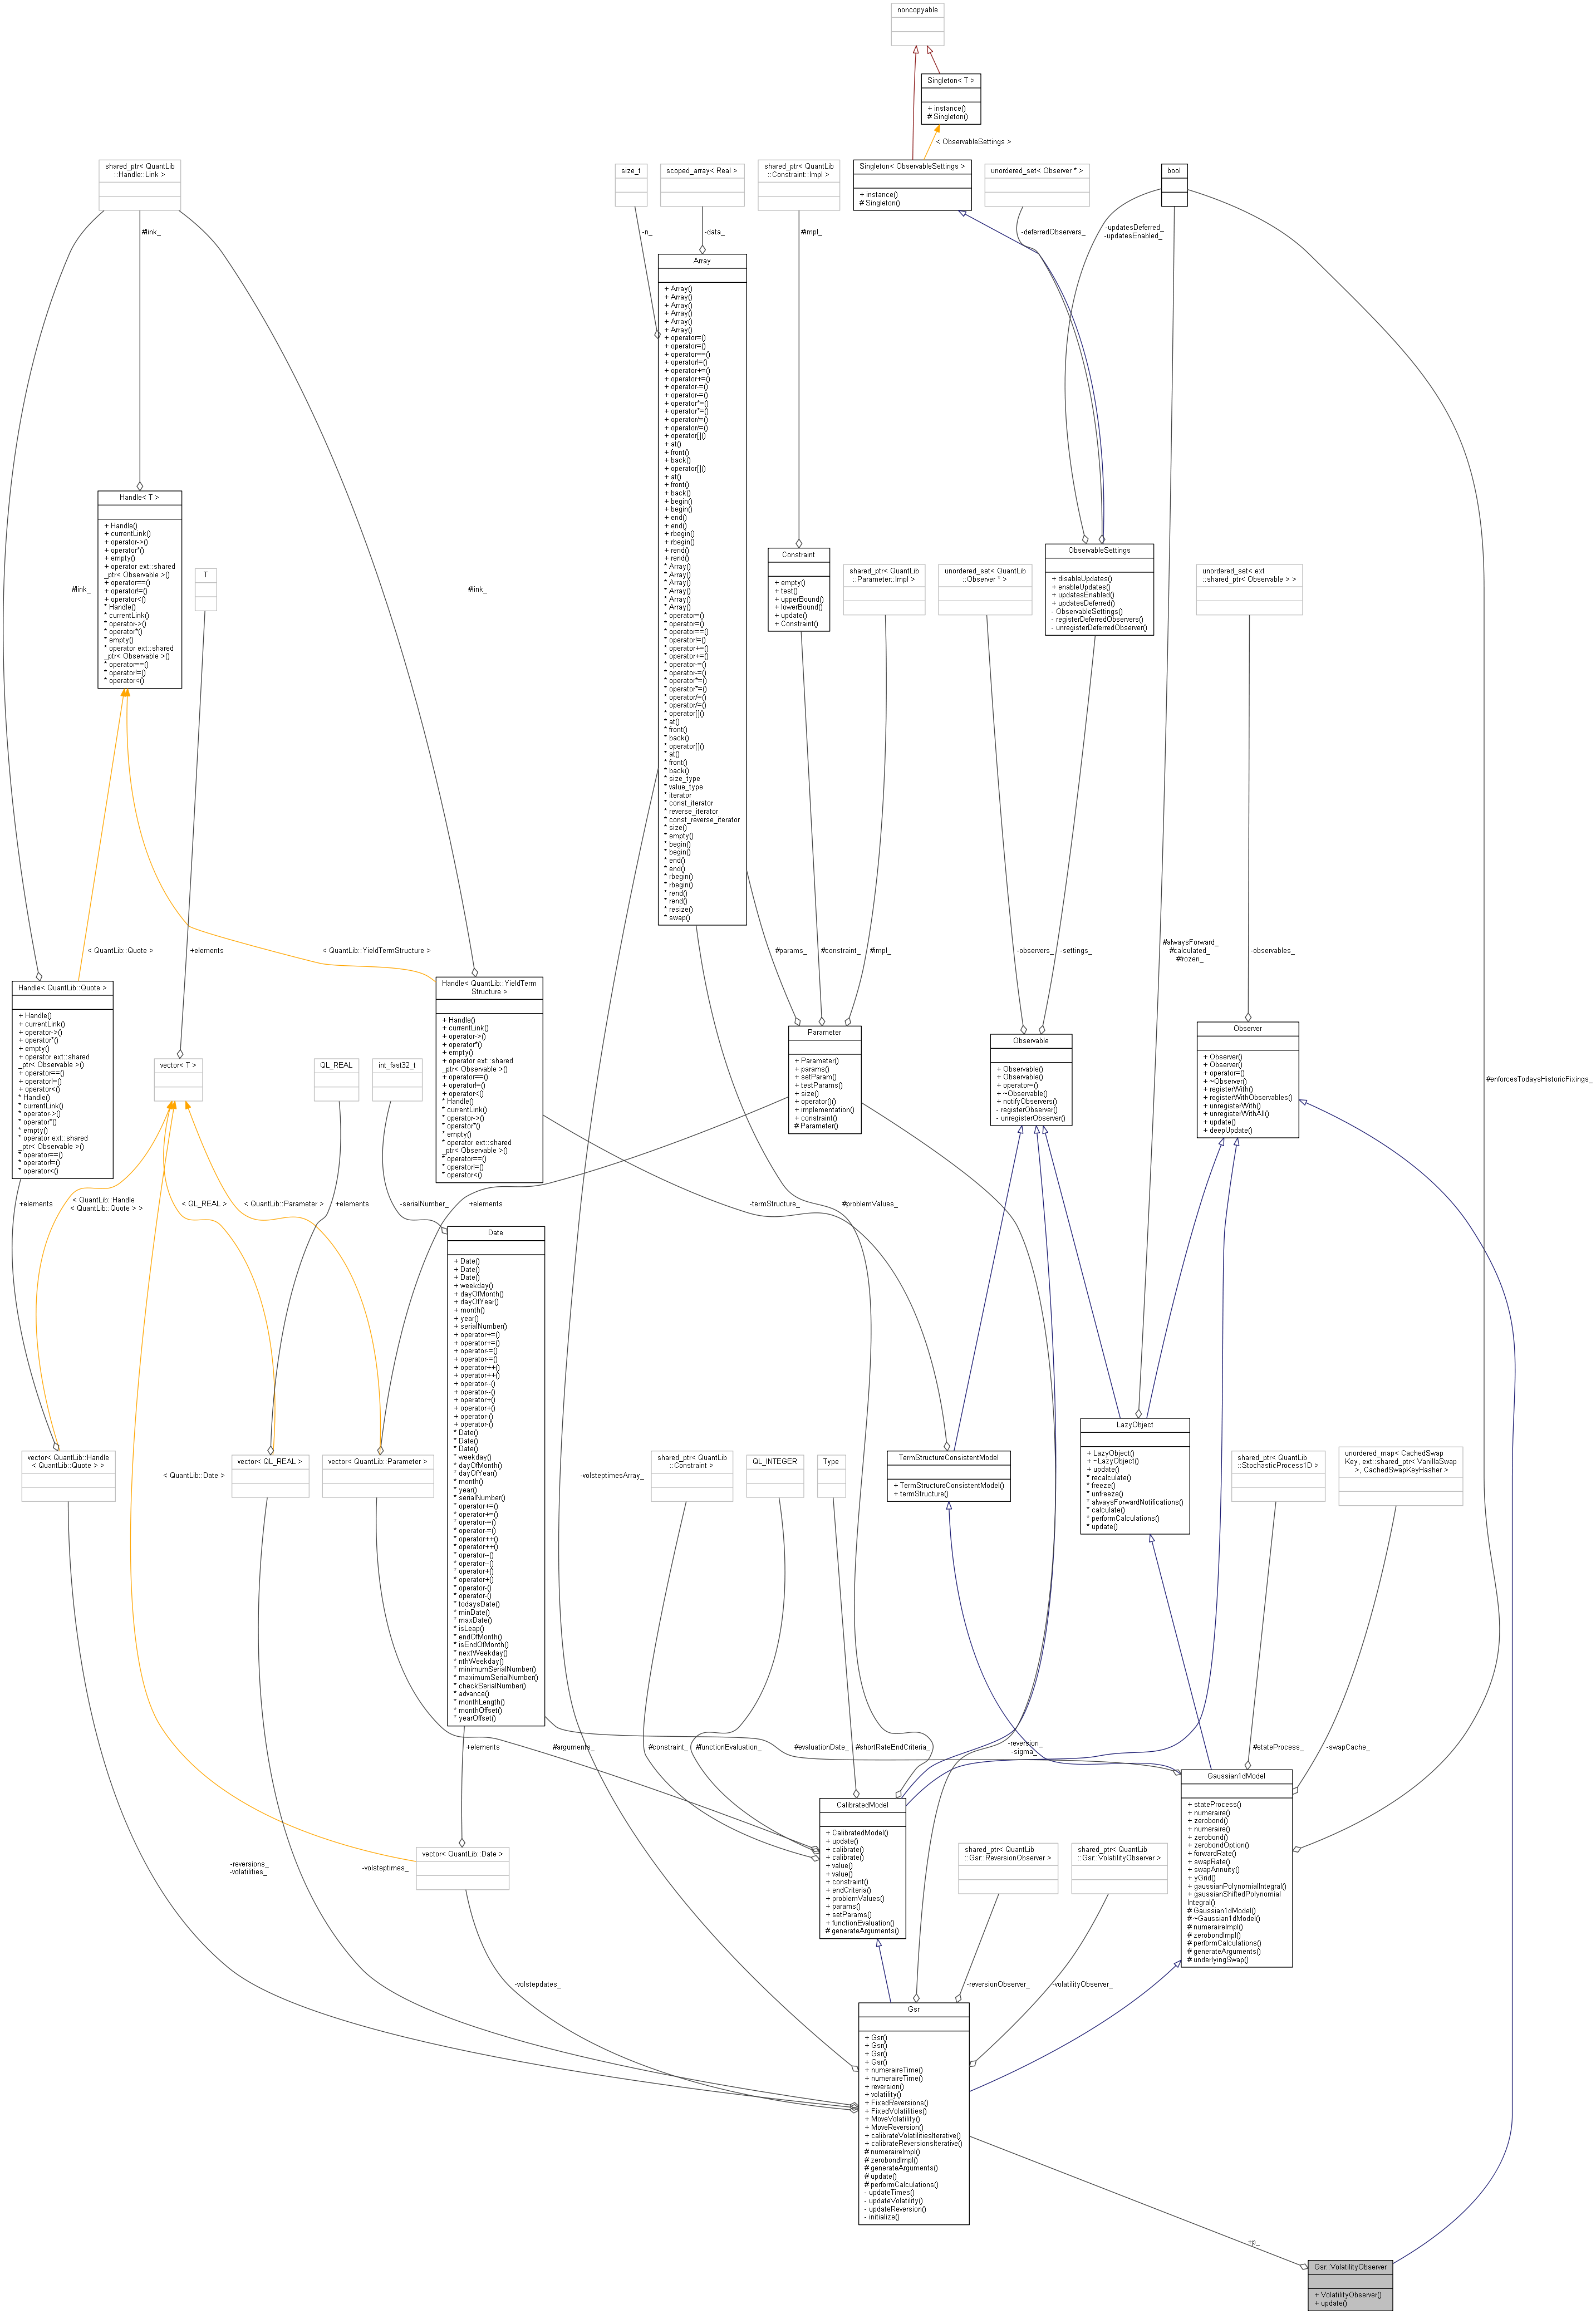 noncopyable
Singleton< T >
+ instance()
# Singleton()
< ObservableSettings >
shared_ptr< QuantLib
::Handle::Link >
size_t
scoped_array< Real >
shared_ptr< QuantLib
::Constraint::Impl >
Singleton< ObservableSettings >
+ instance()
# Singleton()
unordered_set< Observer * >
bool
#link_
-n_
-data_
#impl_
-deferredObservers_
-updatesDeferred_
-updatesEnabled_
Array
+ Array()
+ Array()
+ Array()
+ Array()
+ Array()
+ Array()
+ operator=()
+ operator=()
+ operator==()
+ operator!=()
+ operator+=()
+ operator+=()
+ operator-=()
+ operator-=()
+ operator*=()
+ operator*=()
+ operator/=()
+ operator/=()
+ operator[]()
+ at()
+ front()
+ back()
+ operator[]()
+ at()
+ front()
+ back()
+ begin()
+ begin()
+ end()
+ end()
+ rbegin()
+ rbegin()
+ rend()
+ rend()
* Array()
* Array()
* Array()
* Array()
* Array()
* Array()
* operator=()
* operator=()
* operator==()
* operator!=()
* operator+=()
* operator+=()
* operator-=()
* operator-=()
* operator*=()
* operator*=()
* operator/=()
* operator/=()
* operator[]()
* at()
* front()
* back()
* operator[]()
* at()
* front()
* back()
* size_type
* value_type
* iterator
* const_iterator
* reverse_iterator
* const_reverse_iterator
* size()
* empty()
* begin()
* begin()
* end()
* end()
* rbegin()
* rbegin()
* rend()
* rend()
* resize()
* swap()
Handle< T >
+ Handle()
+ currentLink()
+ operator->()
+ operator*()
+ empty()
+ operator ext::shared
_ptr< Observable >()
+ operator==()
+ operator!=()
+ operator<()
* Handle()
* currentLink()
* operator->()
* operator*()
* empty()
* operator ext::shared
_ptr< Observable >()
* operator==()
* operator!=()
* operator<()
T
#link_
#link_
Constraint
+ empty()
+ test()
+ upperBound()
+ lowerBound()
+ update()
+ Constraint()
shared_ptr< QuantLib
::Parameter::Impl >
unordered_set< QuantLib
::Observer * >
ObservableSettings
+ disableUpdates()
+ enableUpdates()
+ updatesEnabled()
+ updatesDeferred()
- ObservableSettings()
- registerDeferredObservers()
- unregisterDeferredObserver()
unordered_set< ext
::shared_ptr< Observable > >
< QuantLib::Quote >
+elements
< QuantLib::YieldTermStructure >
#params_
#constraint_
#impl_
-observers_
-settings_
#alwaysForward_
#calculated_
#frozen_
-observables_
Handle< QuantLib::Quote >
+ Handle()
+ currentLink()
+ operator->()
+ operator*()
+ empty()
+ operator ext::shared
_ptr< Observable >()
+ operator==()
+ operator!=()
+ operator<()
* Handle()
* currentLink()
* operator->()
* operator*()
* empty()
* operator ext::shared
_ptr< Observable >()
* operator==()
* operator!=()
* operator<()
vector< T >
QL_REAL
int_fast32_t
Handle< QuantLib::YieldTerm
Structure >
+ Handle()
+ currentLink()
+ operator->()
+ operator*()
+ empty()
+ operator ext::shared
_ptr< Observable >()
+ operator==()
+ operator!=()
+ operator<()
* Handle()
* currentLink()
* operator->()
* operator*()
* empty()
* operator ext::shared
_ptr< Observable >()
* operator==()
* operator!=()
* operator<()
Parameter
+ Parameter()
+ params()
+ setParam()
+ testParams()
+ size()
+ operator()()
+ implementation()
+ constraint()
# Parameter()
Observable
+ Observable()
+ Observable()
+ operator=()
+ ~Observable()
+ notifyObservers()
- registerObserver()
- unregisterObserver()
Observer
+ Observer()
+ Observer()
+ operator=()
+ ~Observer()
+ registerWith()
+ registerWithObservables()
+ unregisterWith()
+ unregisterWithAll()
+ update()
+ deepUpdate()
#enforcesTodaysHistoricFixings_
+elements
< QuantLib::Handle
< QuantLib::Quote > >
< QL_REAL >
< QuantLib::Parameter >
+elements
-serialNumber_
+elements
-termStructure_
#problemValues_
Date
+ Date()
+ Date()
+ Date()
+ weekday()
+ dayOfMonth()
+ dayOfYear()
+ month()
+ year()
+ serialNumber()
+ operator+=()
+ operator+=()
+ operator-=()
+ operator-=()
+ operator++()
+ operator++()
+ operator--()
+ operator--()
+ operator+()
+ operator+()
+ operator-()
+ operator-()
* Date()
* Date()
* Date()
* weekday()
* dayOfMonth()
* dayOfYear()
* month()
* year()
* serialNumber()
* operator+=()
* operator+=()
* operator-=()
* operator-=()
* operator++()
* operator++()
* operator--()
* operator--()
* operator+()
* operator+()
* operator-()
* operator-()
* todaysDate()
* minDate()
* maxDate()
* isLeap()
* endOfMonth()
* isEndOfMonth()
* nextWeekday()
* nthWeekday()
* minimumSerialNumber()
* maximumSerialNumber()
* checkSerialNumber()
* advance()
* monthLength()
* monthOffset()
* yearOffset()
vector< QuantLib::Handle
< QuantLib::Quote > >
< QuantLib::Date >
vector< QL_REAL >
vector< QuantLib::Parameter >
-volsteptimesArray_
shared_ptr< QuantLib
::Constraint >
QL_INTEGER
Type
TermStructureConsistentModel
+ TermStructureConsistentModel()
+ termStructure()
LazyObject
+ LazyObject()
+ ~LazyObject()
+ update()
* recalculate()
* freeze()
* unfreeze()
* alwaysForwardNotifications()
* calculate()
* performCalculations()
* update()
shared_ptr< QuantLib
::StochasticProcess1D >
unordered_map< CachedSwap
Key, ext::shared_ptr< VanillaSwap
>, CachedSwapKeyHasher >
+elements
#arguments_
#constraint_
#functionEvaluation_
#evaluationDate_
#shortRateEndCriteria_
-reversion_
-sigma_
#stateProcess_
-swapCache_
CalibratedModel
+ CalibratedModel()
+ update()
+ calibrate()
+ calibrate()
+ value()
+ value()
+ constraint()
+ endCriteria()
+ problemValues()
+ params()
+ setParams()
+ functionEvaluation()
# generateArguments()
Gaussian1dModel
+ stateProcess()
+ numeraire()
+ zerobond()
+ numeraire()
+ zerobond()
+ zerobondOption()
+ forwardRate()
+ swapRate()
+ swapAnnuity()
+ yGrid()
+ gaussianPolynomialIntegral()
+ gaussianShiftedPolynomial
Integral()
# Gaussian1dModel()
# ~Gaussian1dModel()
# numeraireImpl()
# zerobondImpl()
# performCalculations()
# generateArguments()
# underlyingSwap()
-reversions_
-volatilities_
-volsteptimes_
vector< QuantLib::Date >
shared_ptr< QuantLib
::Gsr::ReversionObserver >
shared_ptr< QuantLib
::Gsr::VolatilityObserver >
-volstepdates_
-reversionObserver_
-volatilityObserver_
Gsr
+ Gsr()
+ Gsr()
+ Gsr()
+ Gsr()
+ numeraireTime()
+ numeraireTime()
+ reversion()
+ volatility()
+ FixedReversions()
+ FixedVolatilities()
+ MoveVolatility()
+ MoveReversion()
+ calibrateVolatilitiesIterative()
+ calibrateReversionsIterative()
# numeraireImpl()
# zerobondImpl()
# generateArguments()
# update()
# performCalculations()
- updateTimes()
- updateVolatility()
- updateReversion()
- initialize()
+p_
Gsr::VolatilityObserver
+ VolatilityObserver()
+ update()